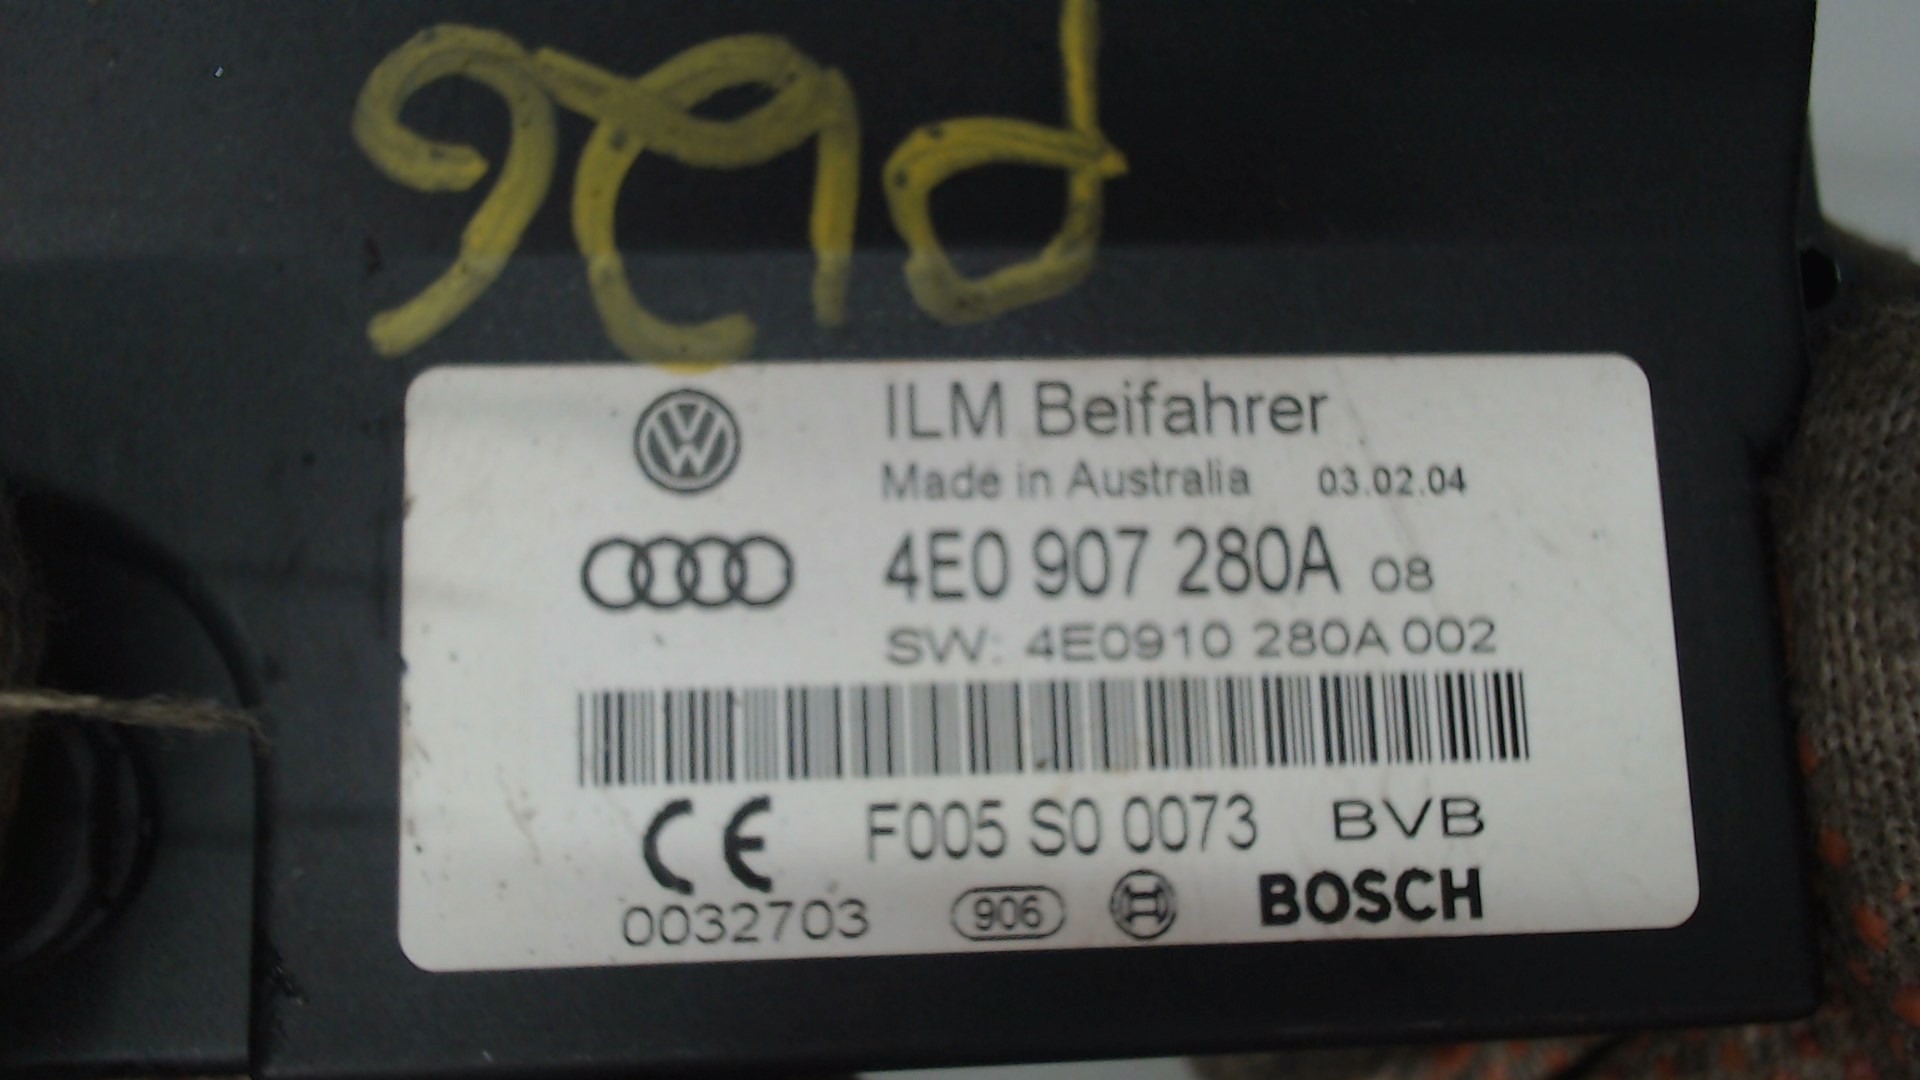 ILM Beifahrer
Made in Australia 03.02.04
4E0 907 280A 08
SW: 4E0910 280A 002
CE F005 S0 0073 BVB
0032703 906 BOSCH